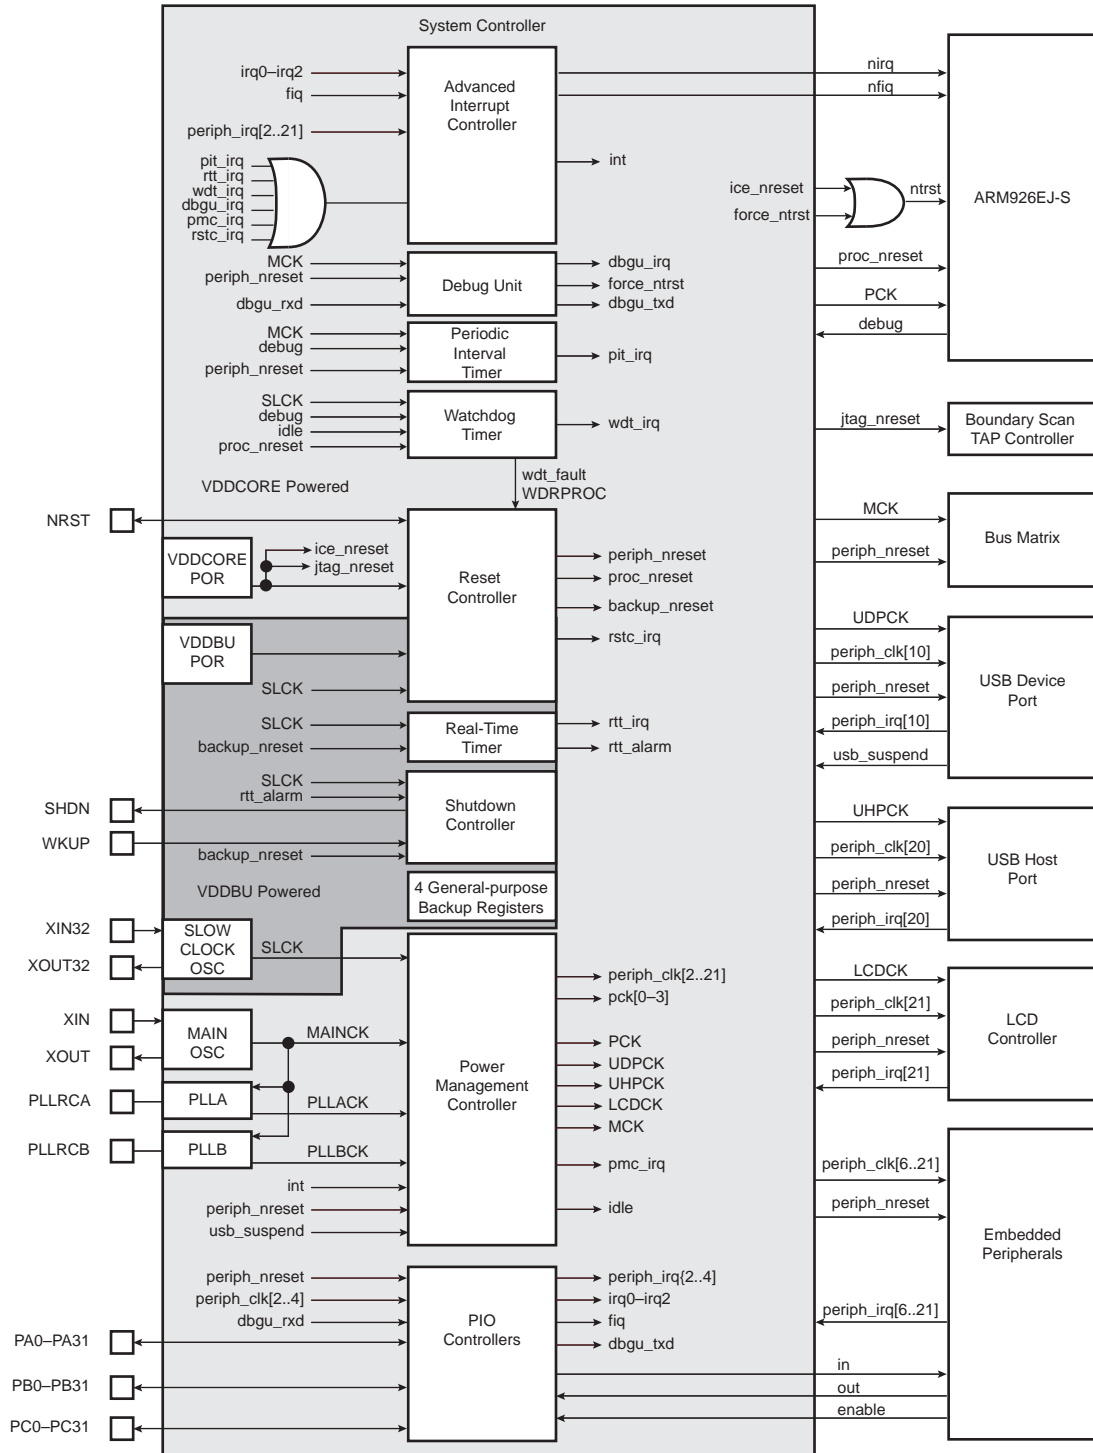 System Controller
irq0–irq2
fiq
periph_irq[2..21]
pit_irq
rtt_irq
wdt_irq
dbgu_irq
pmc_irq
rstc_irq
Advanced
Interrupt
Controller
int
nirq
nfiq
ice_nreset
force_ntrst
ntrst
proc_nreset
PCK
debug
ARM926EJ-S
MCK
periph_nreset
dbgu_rxd
Debug Unit
dbgu_irq
force_ntrst
dbgu_txd
MCK
debug
periph_nreset
Periodic
Interval
Timer
pit_irq
SLCK
debug
idle
proc_nreset
Watchdog
Timer
wdt_irq
jtag_nreset
Boundary Scan
TAP Controller
wdt_fault
WDRPROC
VDDCORE Powered
NRST
VDDCORE
POR
ice_nreset
jtag_nreset
Reset
Controller
periph_nreset
proc_nreset
backup_nreset
rstc_irq
MCK
periph_nreset
Bus Matrix
VDDBU
POR
SLCK
UDPCK
periph_clk[10]
periph_nreset
periph_irq[10]
usb_suspend
USB Device
Port
SLCK
backup_nreset
Real-Time
Timer
rtt_irq
rtt_alarm
SLCK
rtt_alarm
SHDN
WKUP
backup_nreset
Shutdown
Controller
UHPCK
periph_clk[20]
periph_nreset
periph_irq[20]
USB Host
Port
VDDBU Powered
4 General-purpose
Backup Registers
XIN32
XOUT32
SLOW
CLOCK
OSC
SLCK
XIN
XOUT
MAIN
OSC
MAINCK
PLLRCA
PLLA
PLLACK
PLLRCB
PLLB
PLLBCK
int
periph_nreset
usb_suspend
Power
Management
Controller
periph_clk[2..21]
pck[0–3]
PCK
UDPCK
UHPCK
LCDCK
MCK
pmc_irq
idle
LCDCK
periph_clk[21]
periph_nreset
periph_irq[21]
LCD
Controller
periph_clk[6..21]
periph_nreset
periph_irq[6..21]
in
out
enable
Embedded
Peripherals
periph_nreset
periph_clk[2..4]
dbgu_rxd
PA0–PA31
PB0–PB31
PC0–PC31
PIO
Controllers
periph_irq{2..4]
irq0–irq2
fiq
dbgu_txd